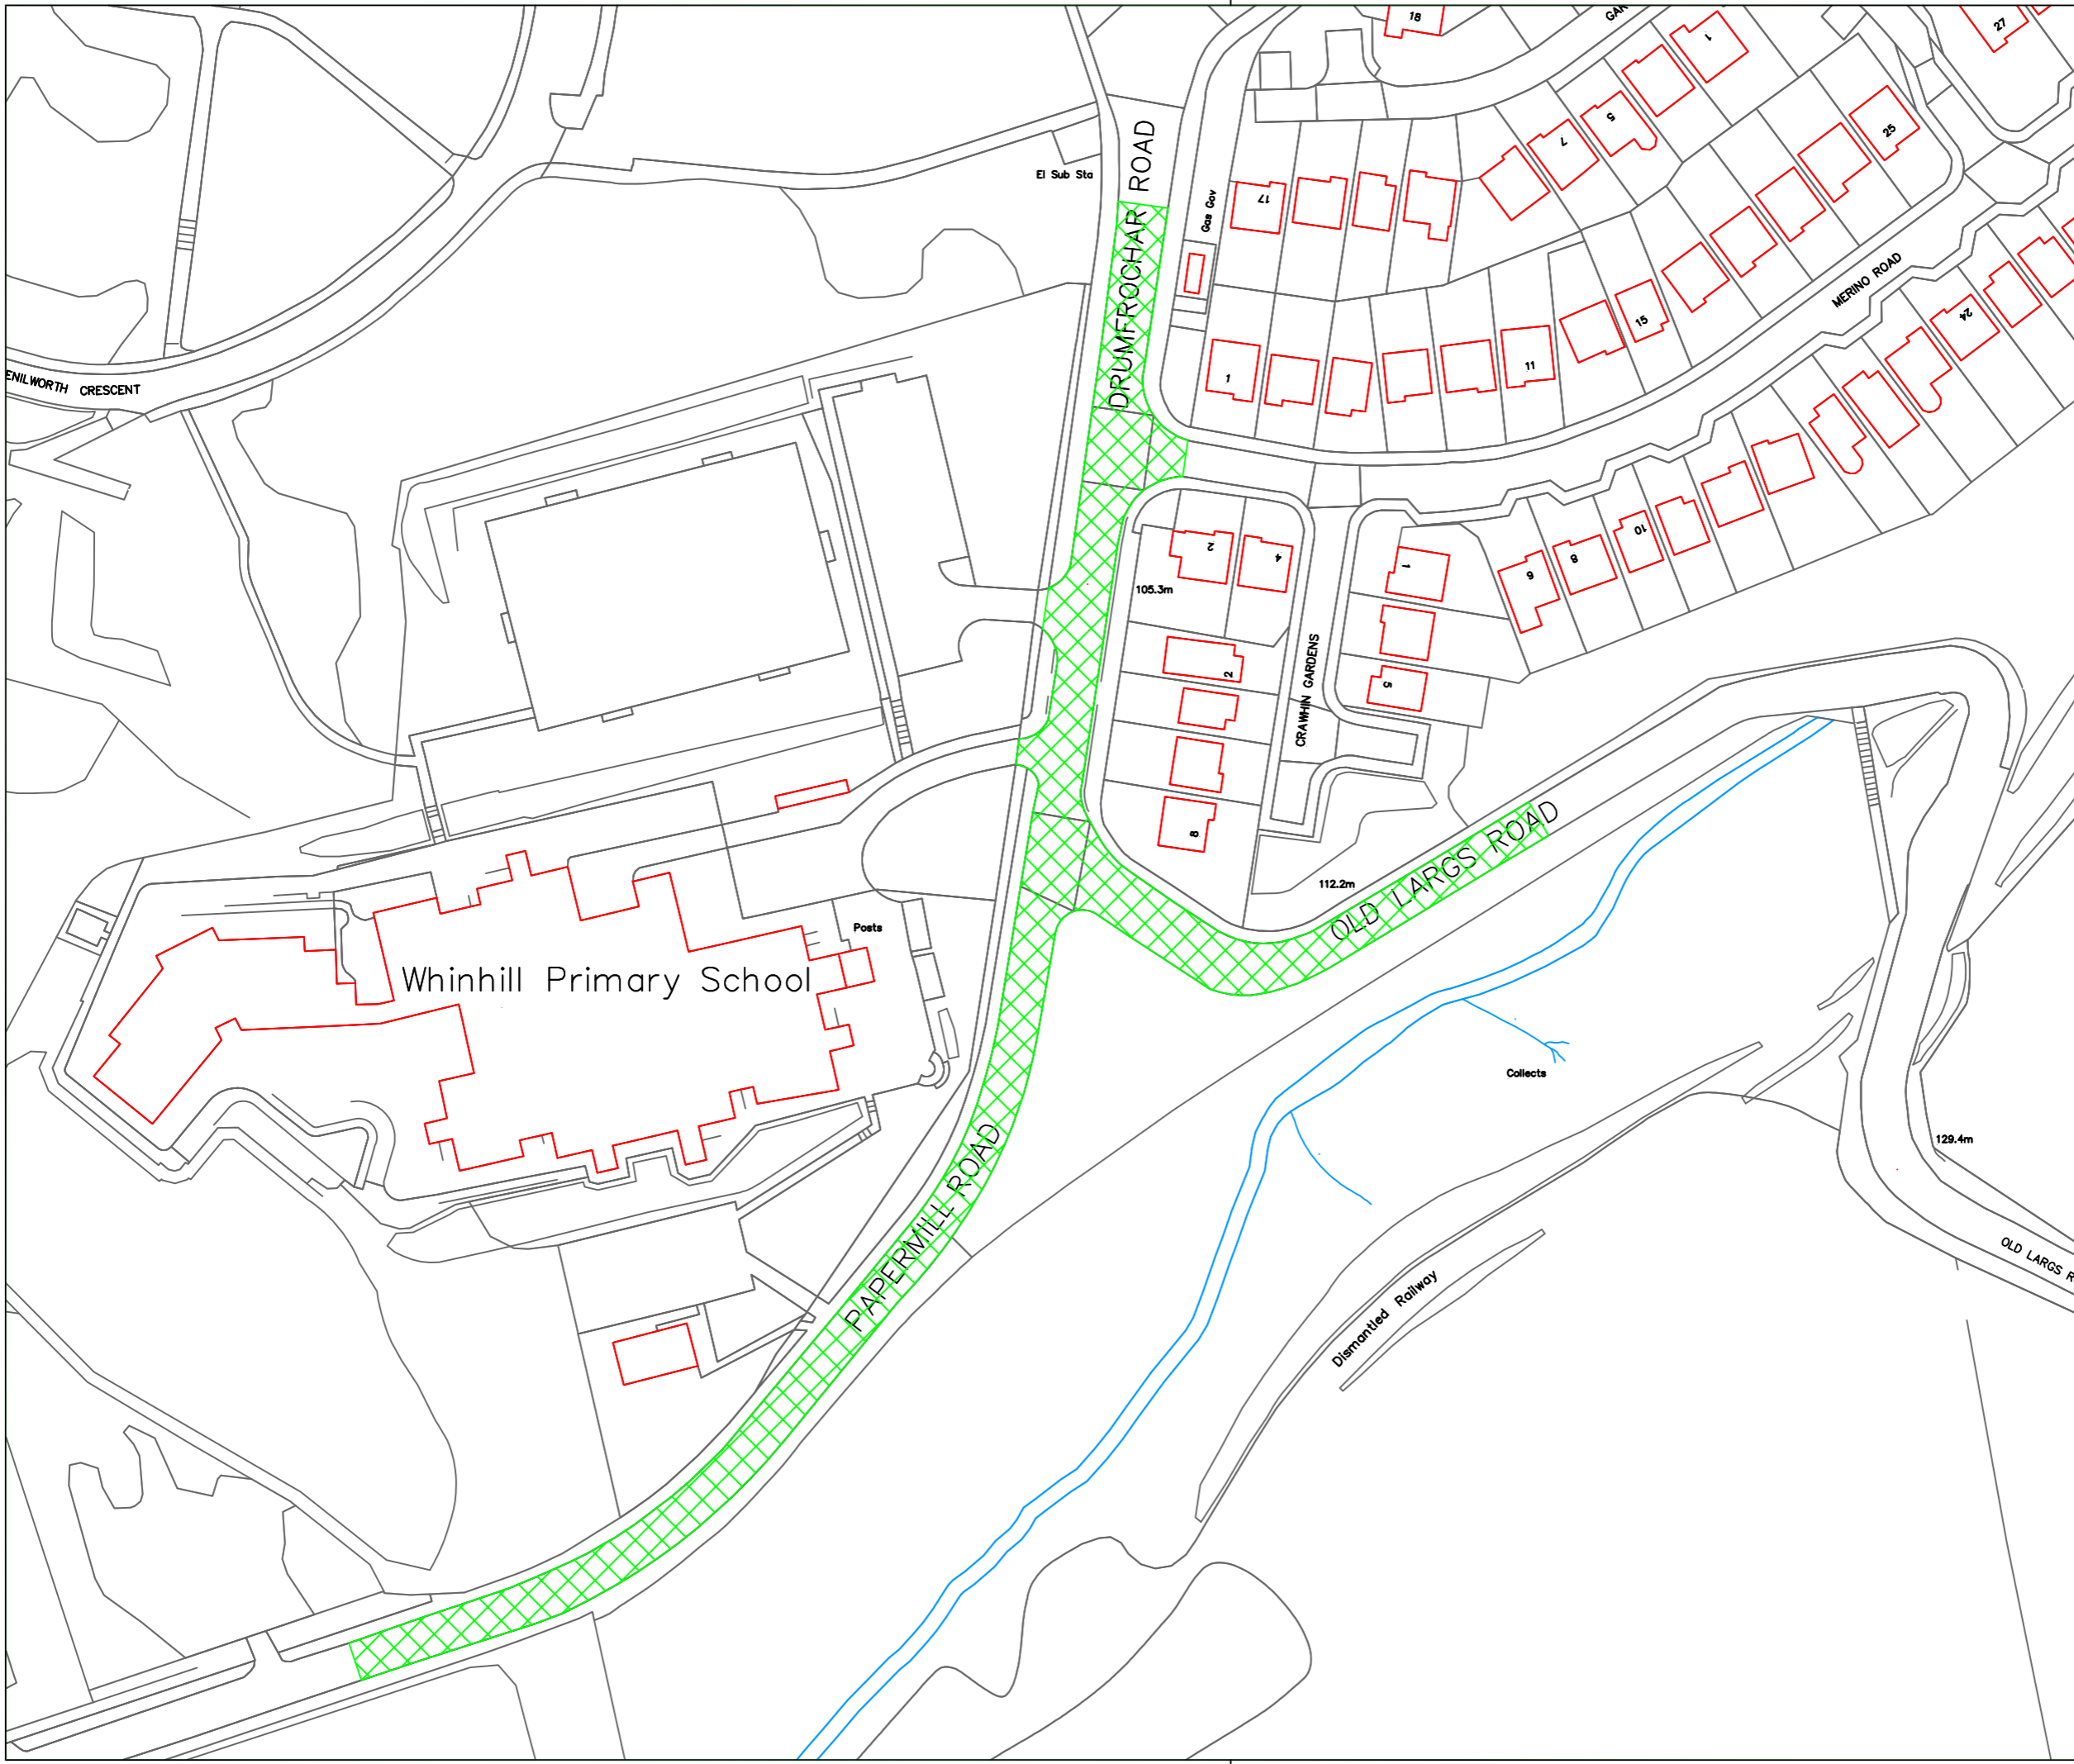 18
GAR
1
27
5
7
25
DRUMFROCHAR ROAD
El Sub Sta
Gas Gov
17
MERINO ROAD
24
15
11
1
ENILWORTH CRESCENT
2
4
10
8
6
1
105.3m
CRAWHIN GARDENS
2
5
8
OLD LARGS ROAD
112.2m
Posts
Whinhill Primary School
Collects
129.4m
PAPERMILL ROAD
OLD LARGS R
Dismantled Railway